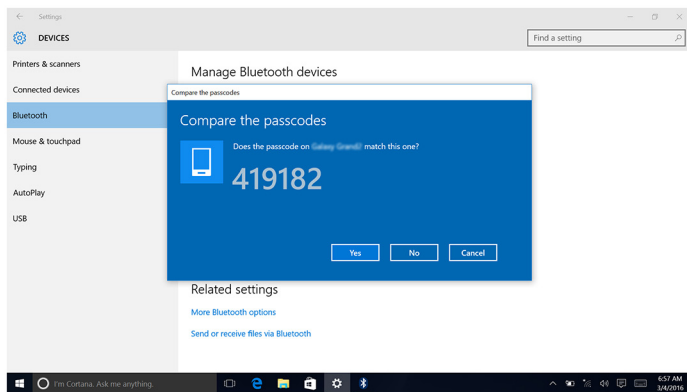 Settings
DEVICES
Find a setting
Printers & scanners
Connected devices
Bluetooth
Mouse & touchpad
Typing
AutoPlay
USB
Manage Bluetooth devices
Compare the passcodes
Compare the passcodes
Does the passcode on Galaxy Grand2 match this one?
419182
Yes No Cancel
Related settings
More Bluetooth options
Send or receive files via Bluetooth
I'm Cortana. Ask me anything.
6:57 AM
3/4/2016